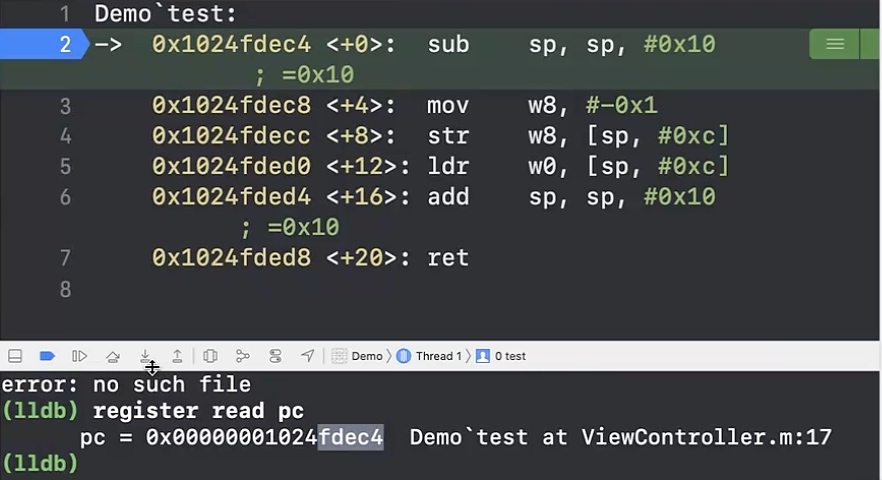 1 Demo`test:
2 -> 0x1024fdec4 <+0>: sub sp, sp, #0x10
; =0x10
3 0x1024fdec8 <+4>: mov w8, #-0x1
4 0x1024fdecc <+8>: str w8, [sp, #0xc]
5 0x1024fded0 <+12>: ldr w0, [sp, #0xc]
6 0x1024fded4 <+16>: add sp, sp, #0x10
; =0x10
7 0x1024fded8 <+20>: ret
8
Demo 〉 Thread 1 〉 0 test
error: no such file
(lldb) register read pc
pc = 0x00000001024fdec4 Demo`test at ViewController.m:17
(lldb)